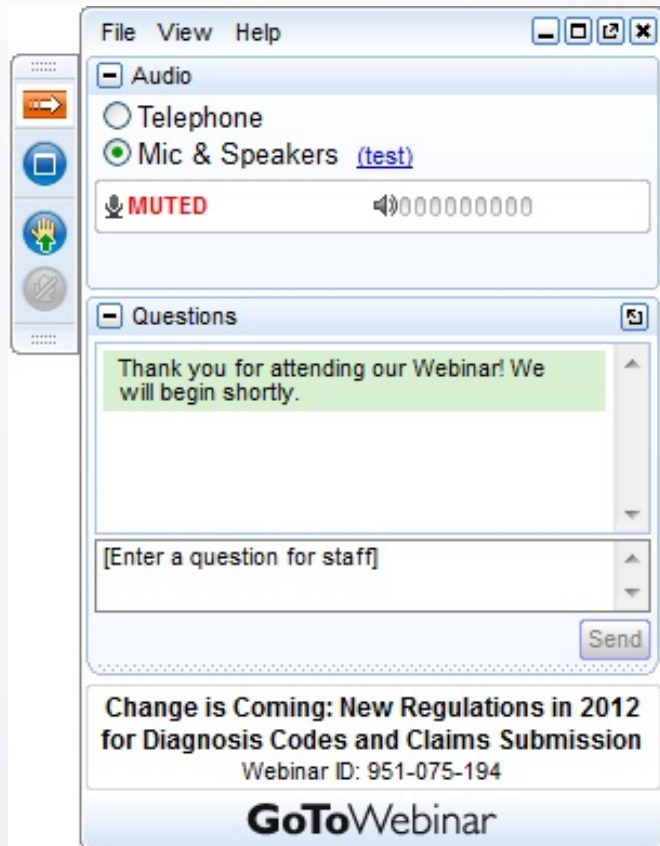 File View Help
Audio
Telephone
Mic & Speakers (test)
MUTED 000000000
Questions
Thank you for attending our Webinar! We
will begin shortly.
[Enter a question for staff]
Send
Change is Coming: New Regulations in 2012
for Diagnosis Codes and Claims Submission
Webinar ID: 951-075-194
GoToWebinar